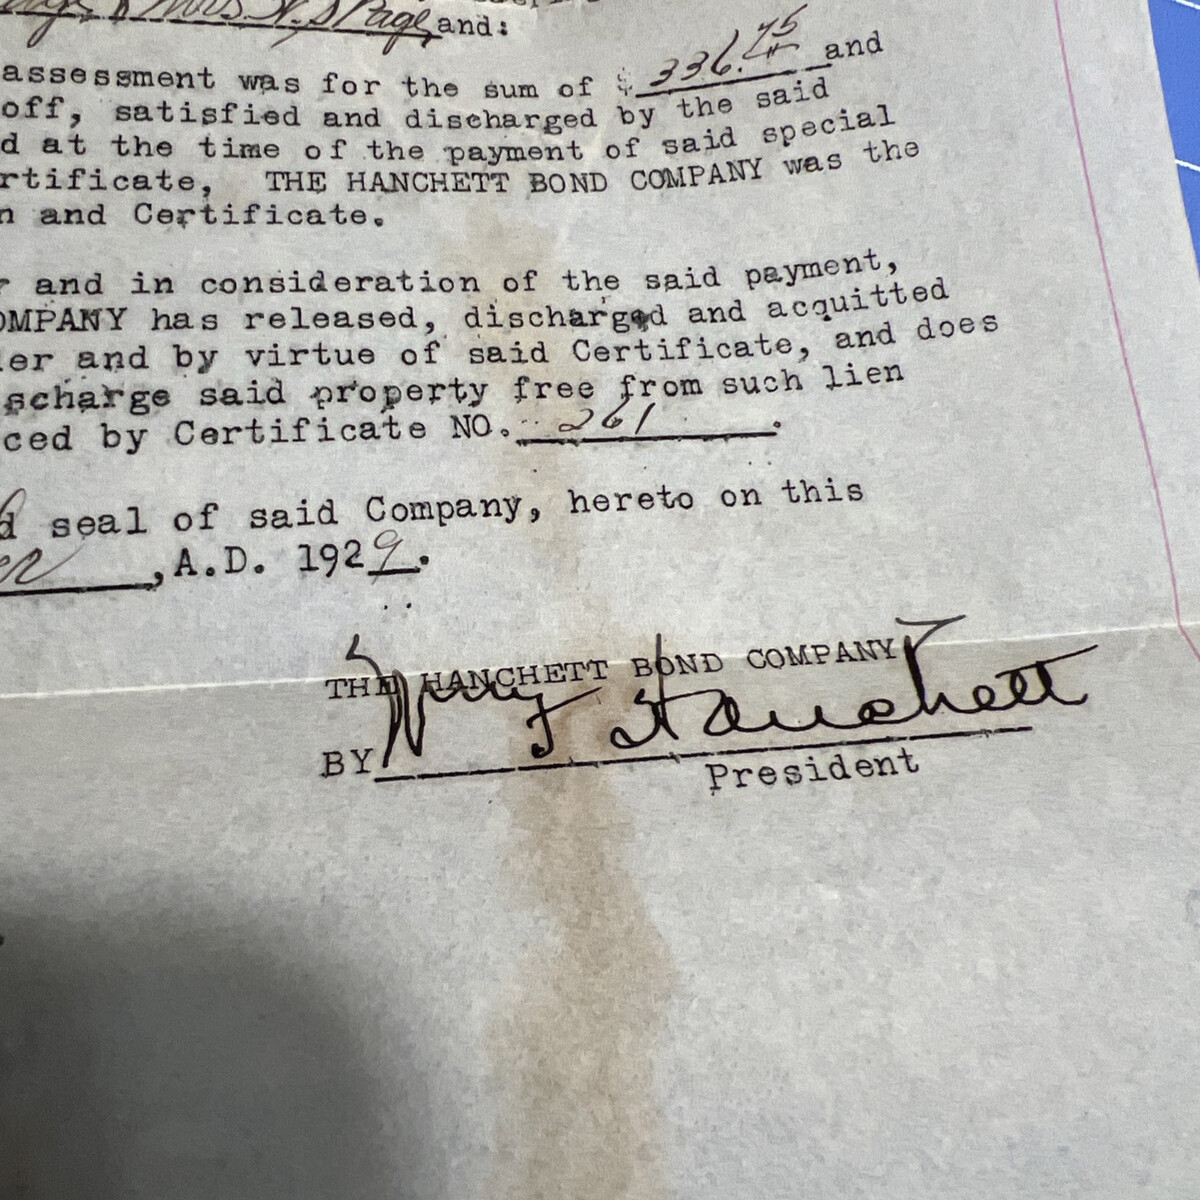 & Mrs. N. S Page and:
assessment was for the sum of $ 336.45 and
off, satisfied and discharged by the said
d at the time of the payment of said special
rtificate, THE HANCHETT BOND COMPANY was the
n and Certificate.
r and in consideration of the said payment,
OMPANY has released, discharged and acquitted
er and by virtue of said Certificate, and does
scharge said property free from such lien
ced by Certificate NO. 261.
d seal of said Company, hereto on this
er, A.D. 1929.
THE HANCHETT BOND COMPANY
BY F Hanchett
President